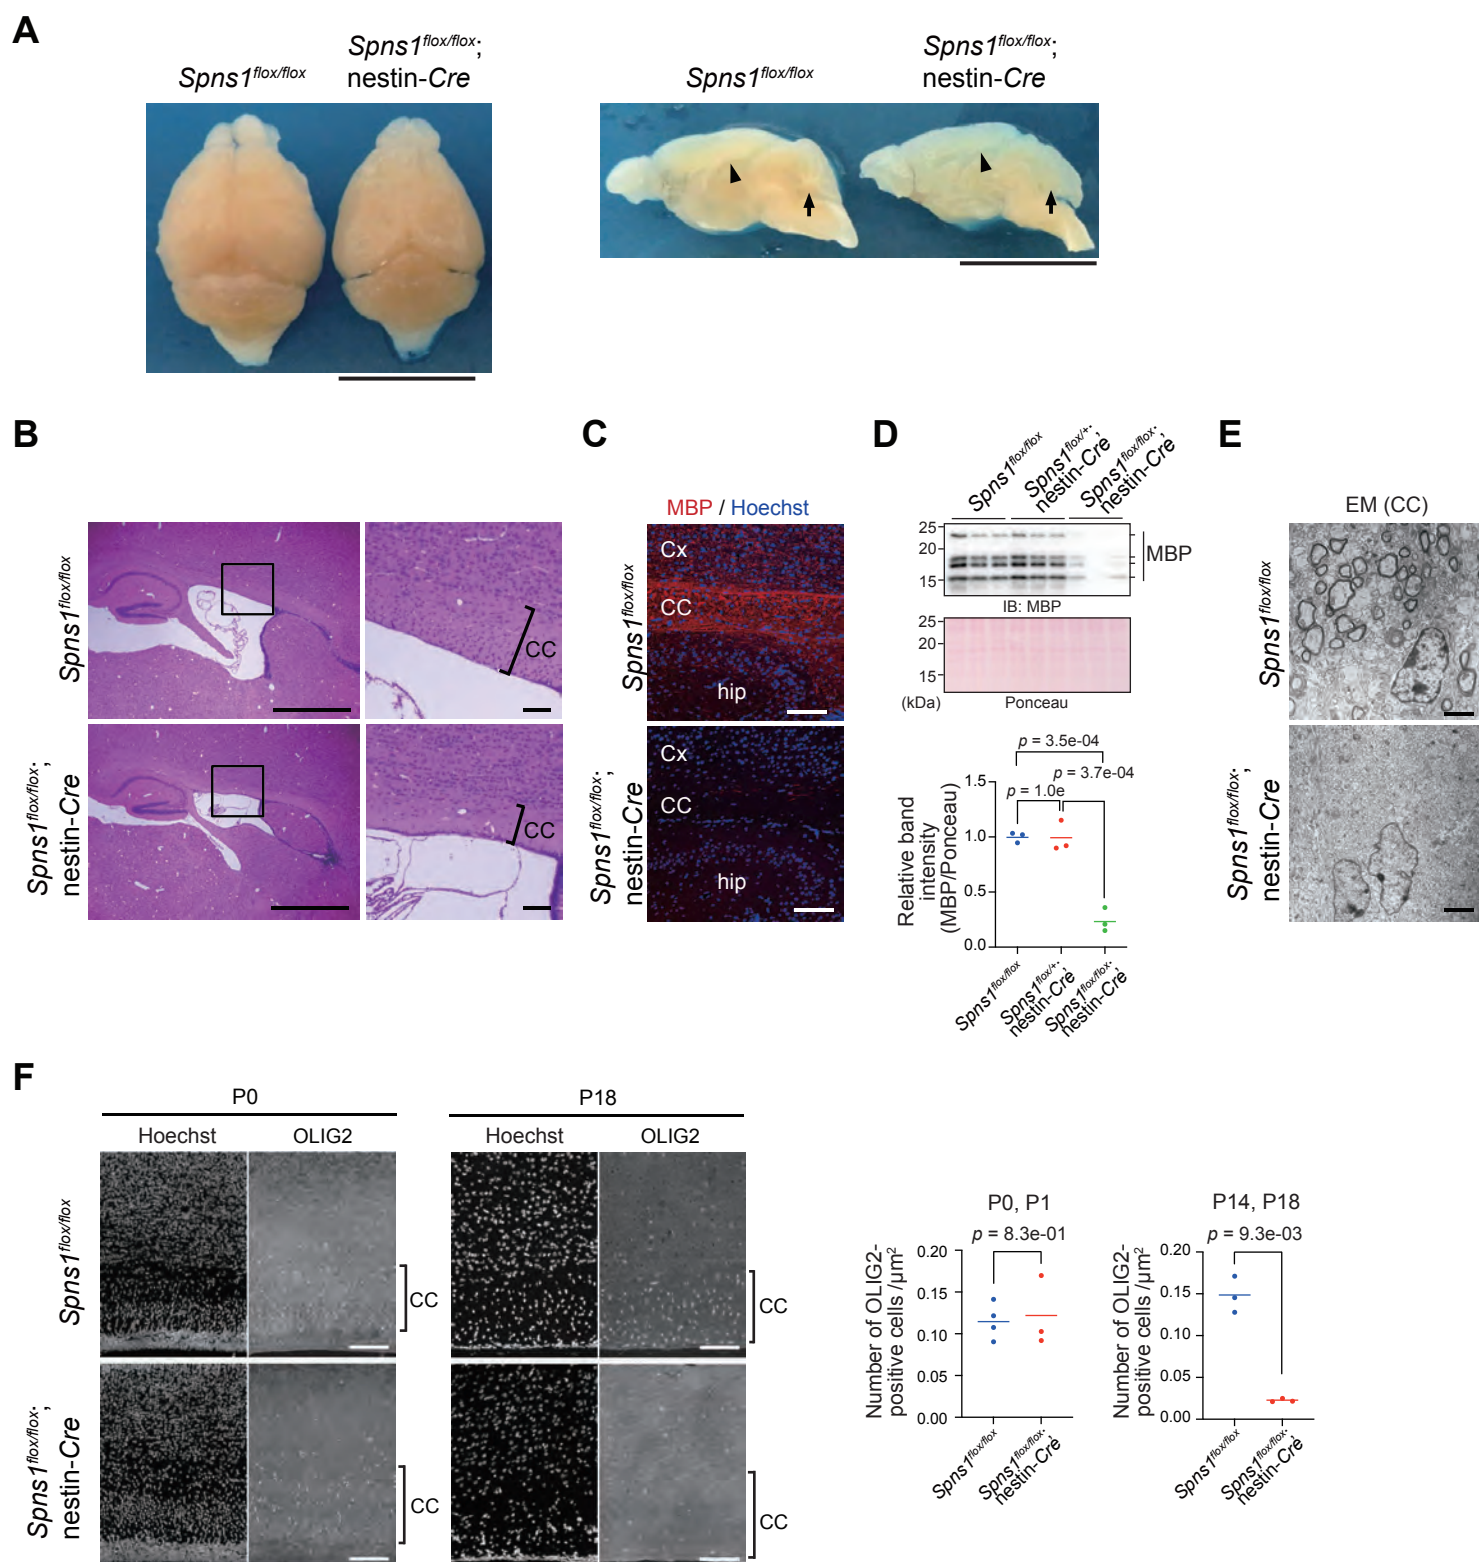 A
Spns1flox/flox
Spns1flox/flox;
nestin-Cre
Spns1flox/flox
Spns1flox/flox;
nestin-Cre
B
Spns1flox/flox
CC
Spns1flox/flox;
nestin-Cre
CC
C
MBP / Hoechst
Spns1flox/flox
Cx
CC
hip
Spns1flox/flox;
nestin-Cre
Cx
CC
hip
D
Spns1flox/flox
Spns1flox/+;
nestin-Cre
Spns1flox/flox;
nestin-Cre
25
20
15
MBP
IB: MBP
25
20
15
(kDa)
Ponceau
p = 3.5e-04
p = 3.7e-04
p = 1.0e
Relative band
intensity
(MBP/Ponceau)
1.5
1.0
0.5
0.0
Spns1flox/flox
Spns1flox/+;
nestin-Cre
Spns1flox/flox;
nestin-Cre
E
EM (CC)
Spns1flox/flox
Spns1flox/flox;
nestin-Cre
F
P0
P18
Hoechst
OLIG2
Hoechst
OLIG2
Spns1flox/flox
CC
CC
Spns1flox/flox;
nestin-Cre
CC
CC
P0, P1
p = 8.3e-01
Number of OLIG2-
positive cells /μm2
0.20
0.15
0.10
0.05
0.00
Spns1flox/flox
Spns1flox/flox;
nestin-Cre
P14, P18
p = 9.3e-03
Number of OLIG2-
positive cells /μm2
0.20
0.15
0.10
0.05
0.00
Spns1flox/flox
Spns1flox/flox;
nestin-Cre